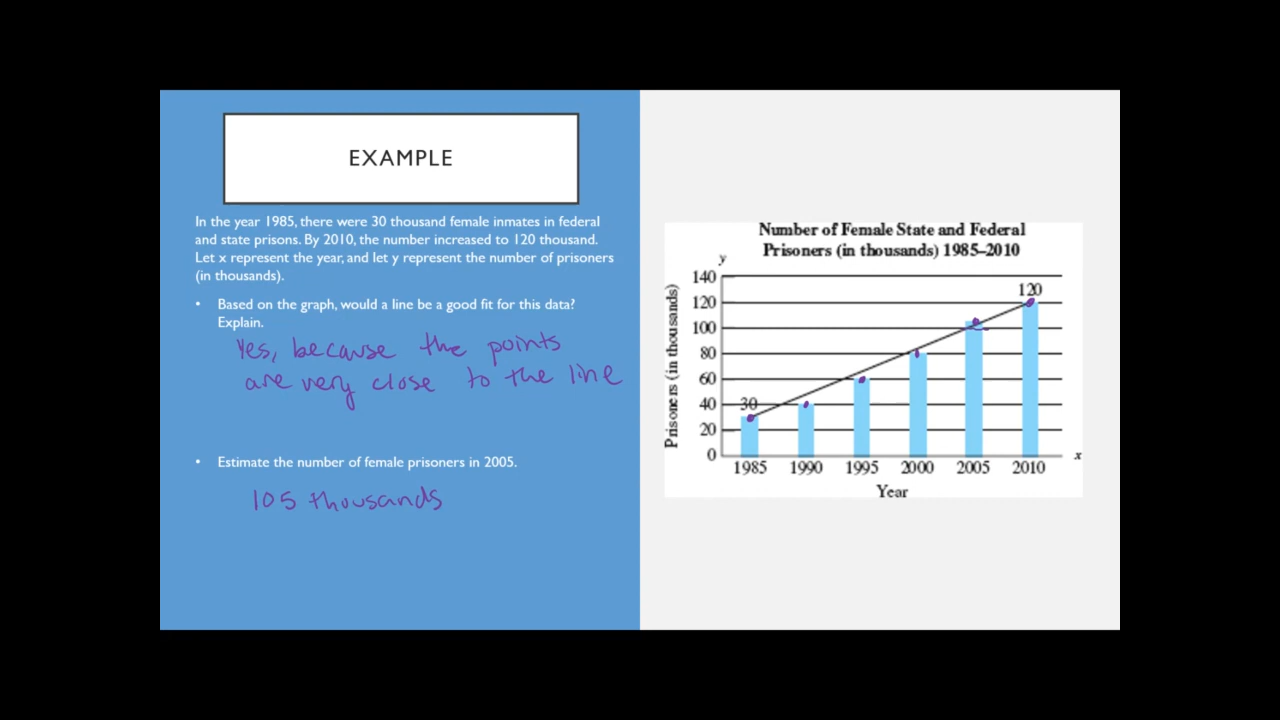 EXAMPLE
In the year 1985, there were 30 thousand female inmates in federal
and state prisons. By 2010, the number increased to 120 thousand.
Let x represent the year, and let y represent the number of prisoners
(in thousands).
• Based on the graph, would a line be a good fit for this data?
Explain.
Yes, because the points
are very close to the line
• Estimate the number of female prisoners in 2005.
105 thousands
Number of Female State and Federal
Prisoners (in thousands) 1985–2010
y
Prisoners (in thousands)
140
120
100
80
60
40
20
0
30
120
1985 1990 1995 2000 2005 2010
x
Year